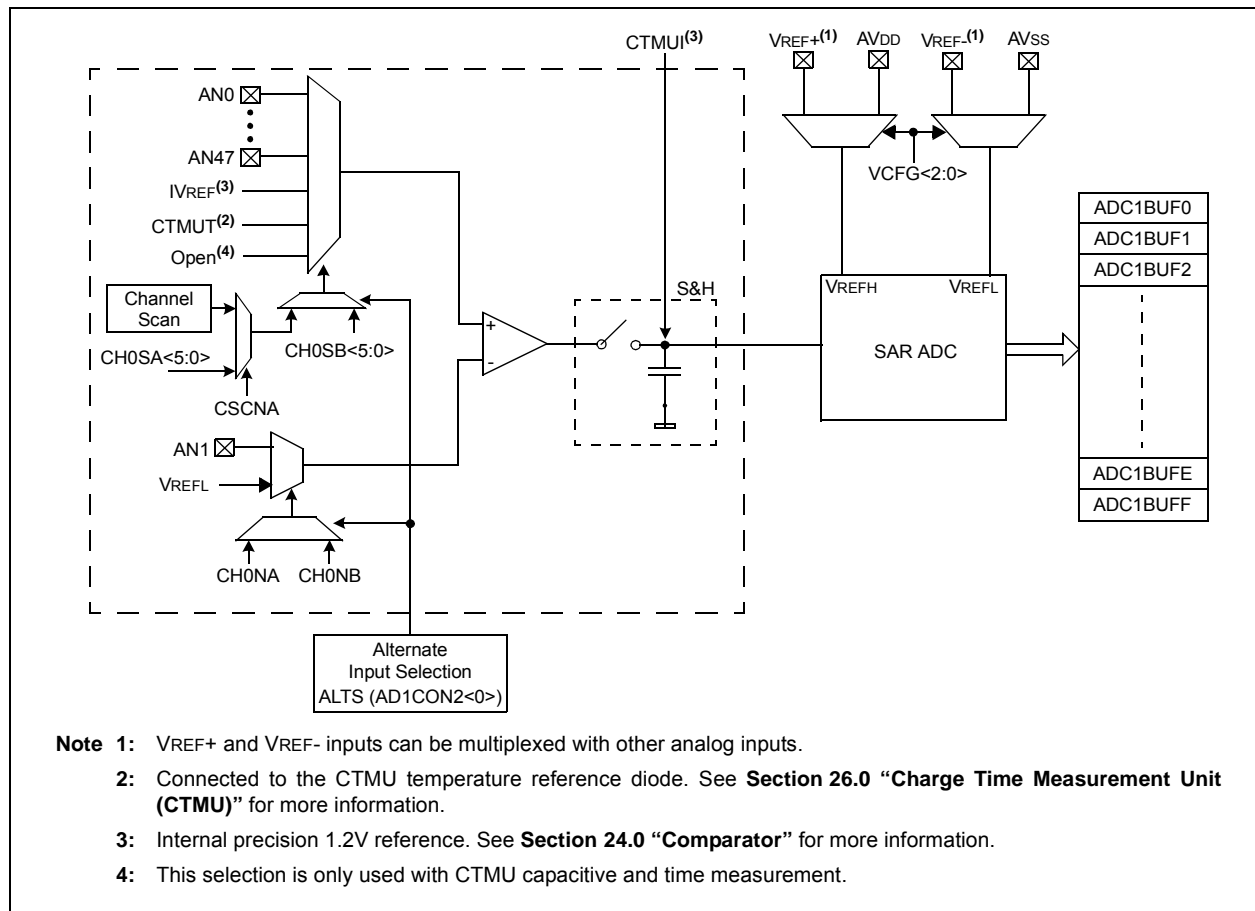 CTMUI(3)
VREF+(1)
AVDD
VREF-(1)
AVSS
AN0
AN47
IVREF(3)
CTMUT(2)
Open(4)
VCFG<2:0>
Channel
Scan
CH0SA<5:0>
CH0SB<5:0>
CSCNA
+
-
S&H
VREFH
VREFL
SAR ADC
ADC1BUF0
ADC1BUF1
ADC1BUF2
ADC1BUFE
ADC1BUFF
AN1
VREFL
CH0NA
CH0NB
Alternate
Input Selection
ALTS (AD1CON2<0>)
Note 1: VREF+ and VREF- inputs can be multiplexed with other analog inputs.
2: Connected to the CTMU temperature reference diode. See Section 26.0 “Charge Time Measurement Unit
(CTMU)” for more information.
3: Internal precision 1.2V reference. See Section 24.0 “Comparator” for more information.
4: This selection is only used with CTMU capacitive and time measurement.